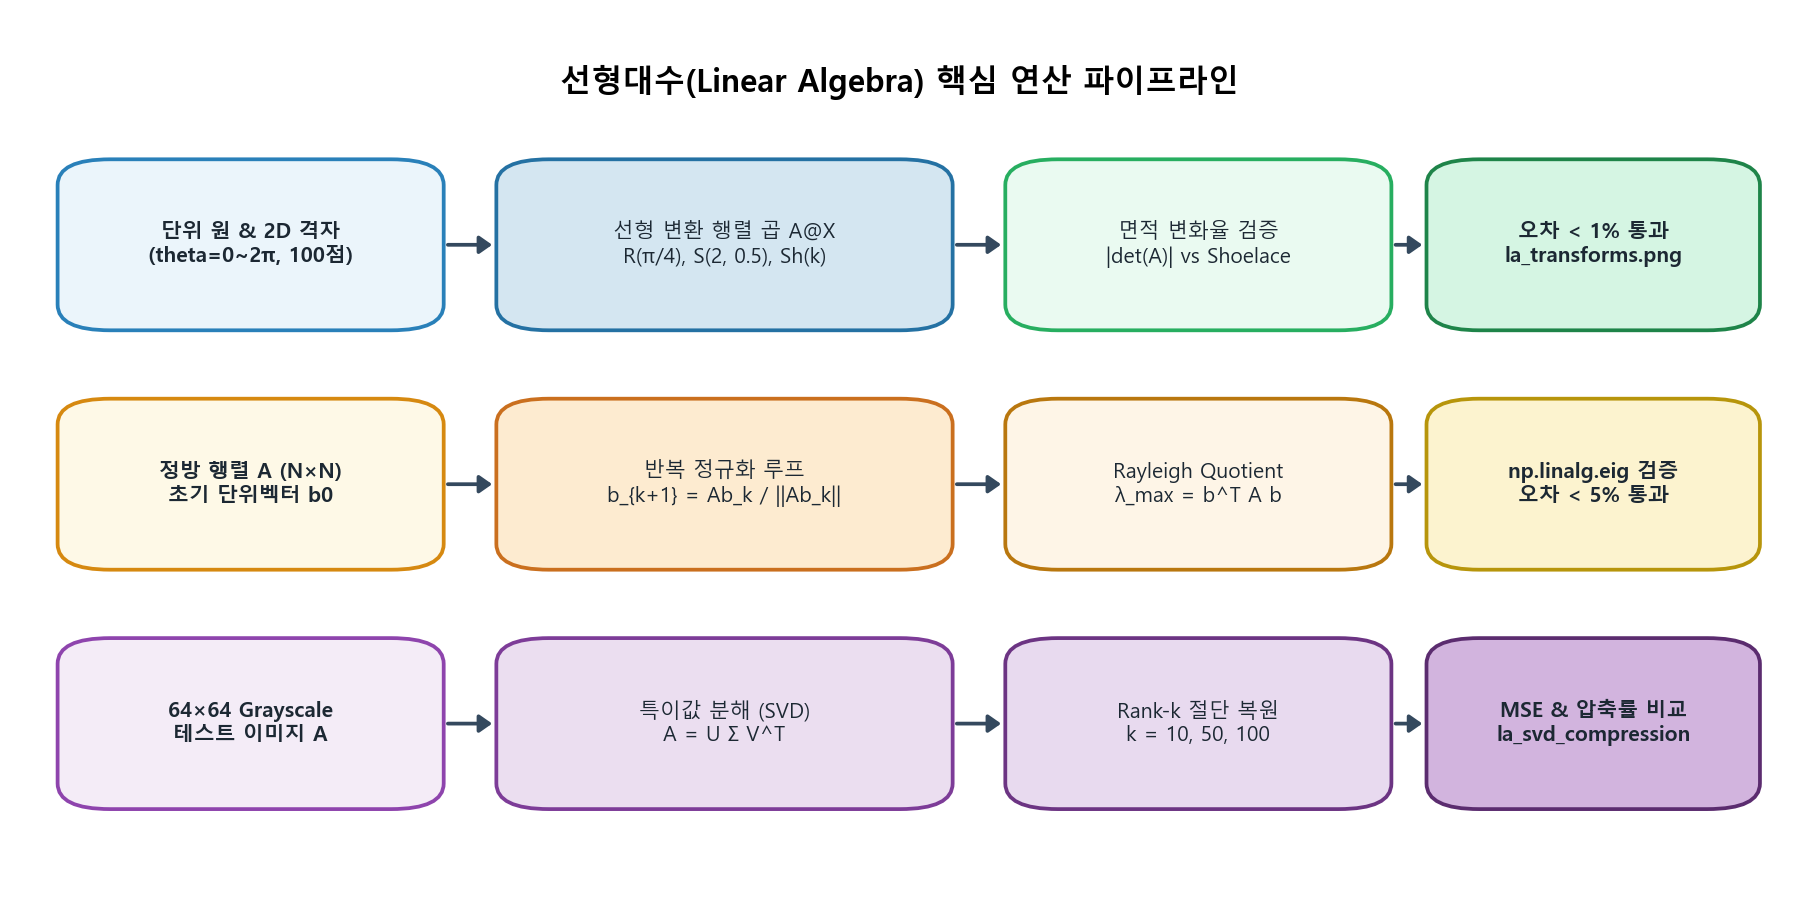 선형대수(Linear Algebra) 핵심 연산 파이프라인
단위 원 & 2D 격자
(theta=0~2π, 100점)
선형 변환 행렬 곱 A@X
R(π/4), S(2, 0.5), Sh(k)
면적 변화율 검증
|det(A)| vs Shoelace
오차 < 1% 통과
la_transforms.png
정방 행렬 A (N×N)
초기 단위벡터 b0
반복 정규화 루프
b_{k+1} = Ab_k / ||Ab_k||
Rayleigh Quotient
λ_max = b^T A b
np.linalg.eig 검증
오차 < 5% 통과
64×64 Grayscale
테스트 이미지 A
특이값 분해 (SVD)
A = U Σ V^T
Rank-k 절단 복원
k = 10, 50, 100
MSE & 압축률 비교
la_svd_compression